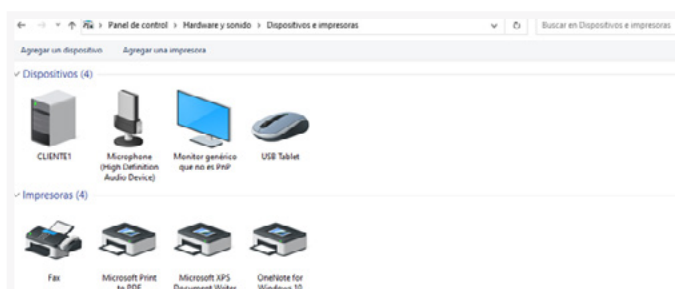 Panel de control > Hardware y sonido > Dispositivos e impresoras
Buscar en Dispositivos e impresoras
Agregar un dispositivo Agregar una impresora
Dispositivos (4)
CLIENTE1
Microphone
(High Definition
Audio Device)
Monitor genérico
que no es PnP
USB Tablet
Impresoras (4)
Fax
Microsoft Print
to PDF
Microsoft XPS
Document Writer
OneNote for
Windows 10